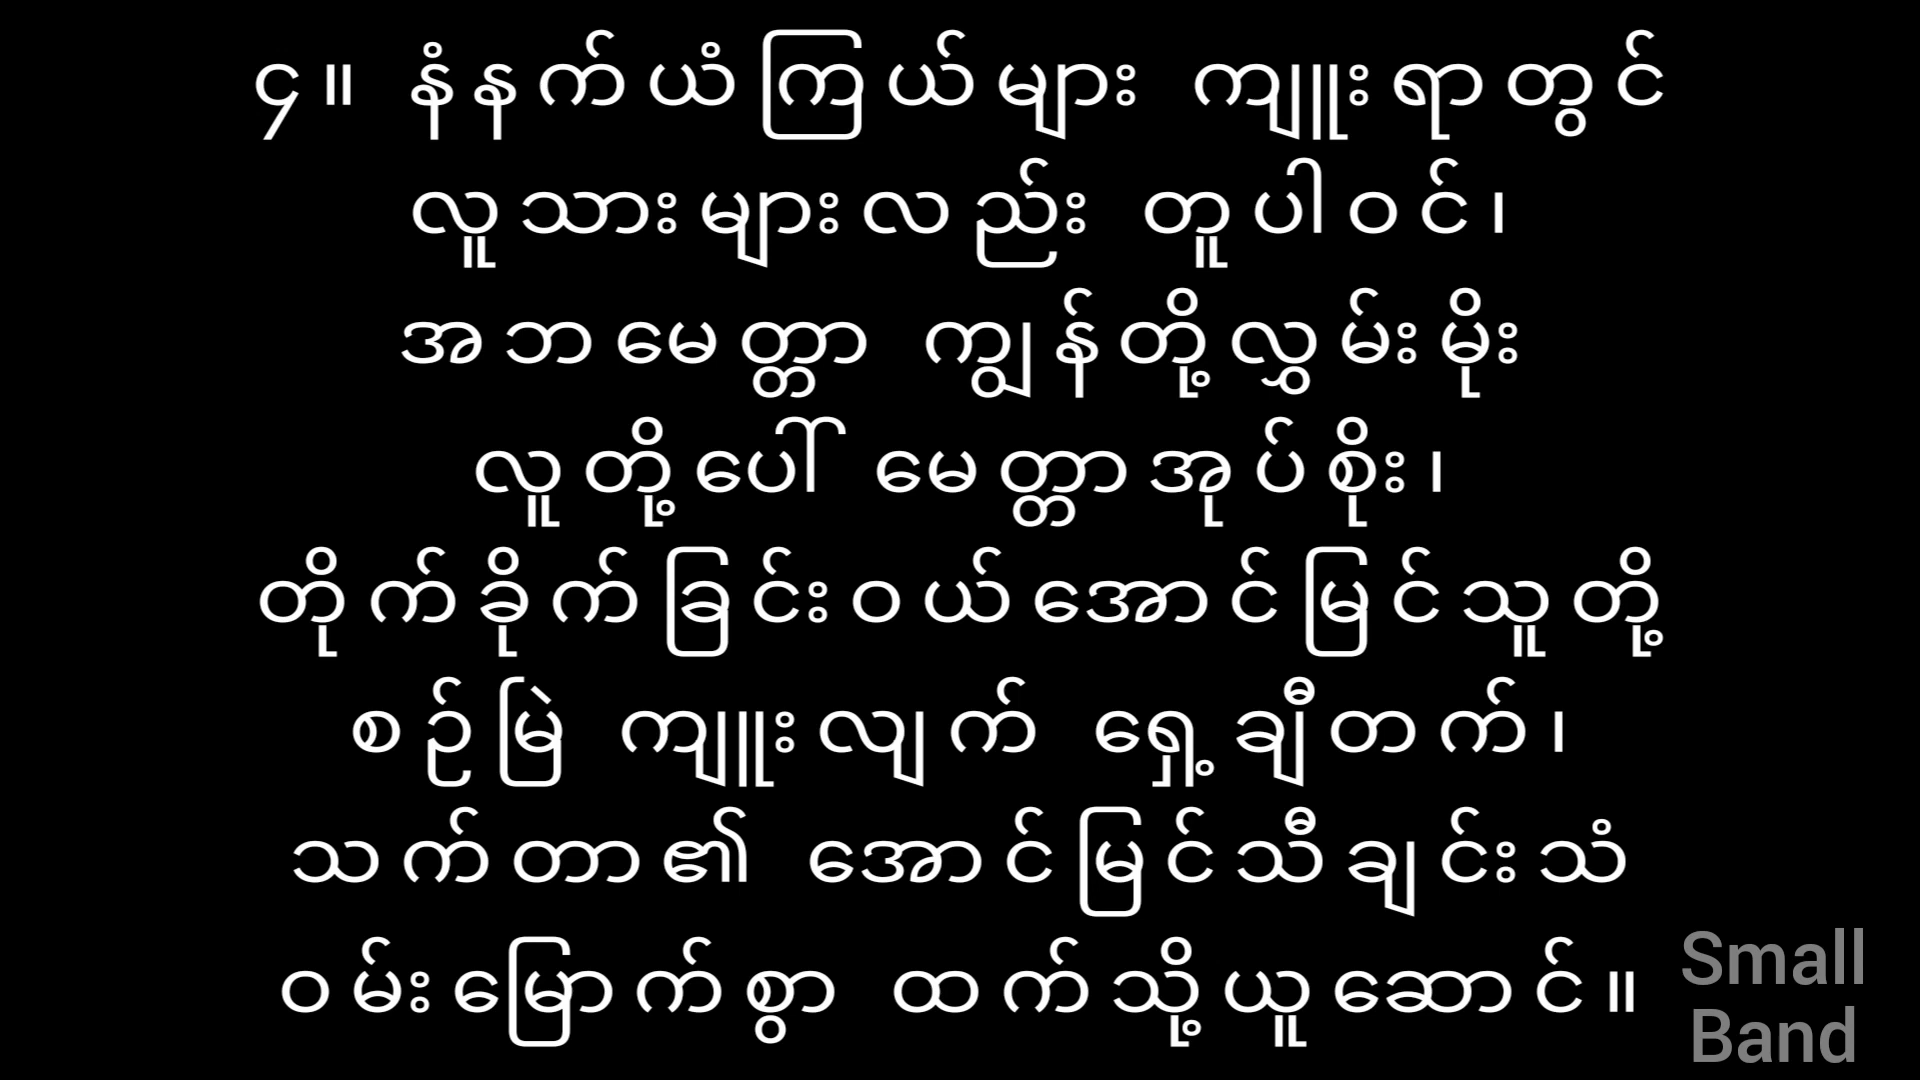 ၄။ နံနက်ယံကြယ်များ ကျူးရာတွင်
လူသားများလည်း တူပါဝင်၊
အဘမေတ္တာ ကျွန်တို့လွှမ်းမိုး
လူတို့ပေါ် မေတ္တာအုပ်စိုး၊
တိုက်ခိုက်ခြင်းဝယ်အောင်မြင်သူတို့
စဉ်မြဲ ကျူးလျက် ရှေ့ချီတက်၊
သက်တာ၏ အောင်မြင်သီချင်းသံ
ဝမ်းမြောက်စွာ ထက်သို့ယူဆောင်။
Small
Band